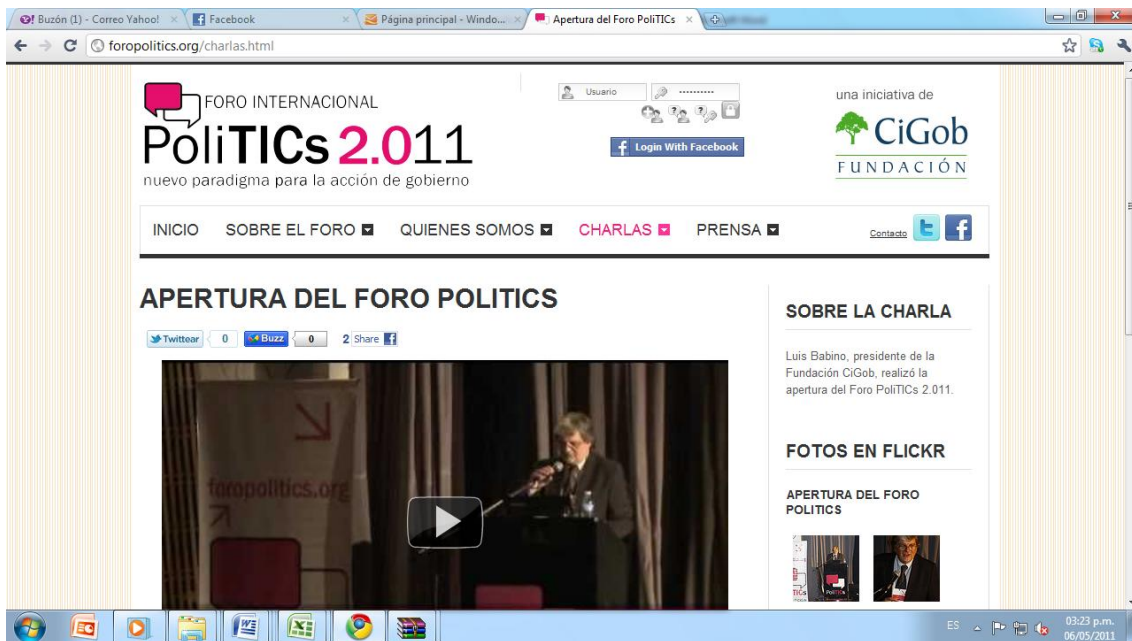 Buzón (1) - Correo Yahoo!
Facebook
Página principal - Windo...
Apertura del Foro PoliTICs
foropolitics.org/charlas.html
FORO INTERNACIONAL
PoliTICs 2.011
nuevo paradigma para la acción de gobierno
Usuario
Login With Facebook
una iniciativa de
CiGob
FUNDACIÓN
INICIO SOBRE EL FORO QUIENES SOMOS CHARLAS PRENSA Contacto
APERTURA DEL FORO POLITICS
Twittear 0 Buzz 0 2 Share
foropolitics.org
SOBRE LA CHARLA
Luis Babino, presidente de la
Fundación CiGob, realizó la
apertura del Foro PoliTICs 2.011.
FOTOS EN FLICKR
APERTURA DEL FORO
POLITICS
ES
03:23 p.m.
06/05/2011